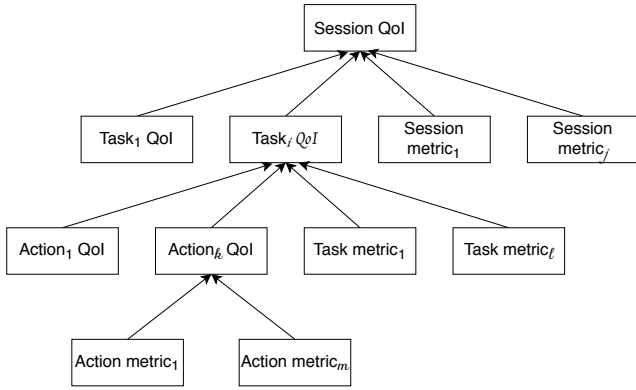 Session QoI
Task₁ QoI
Taskᵢ QoI
Session
metric₁
Session
metricⱼ
Action₁ QoI
Actionₖ QoI
Task metric₁
Task metricℓ
Action metric₁
Action metricₘ